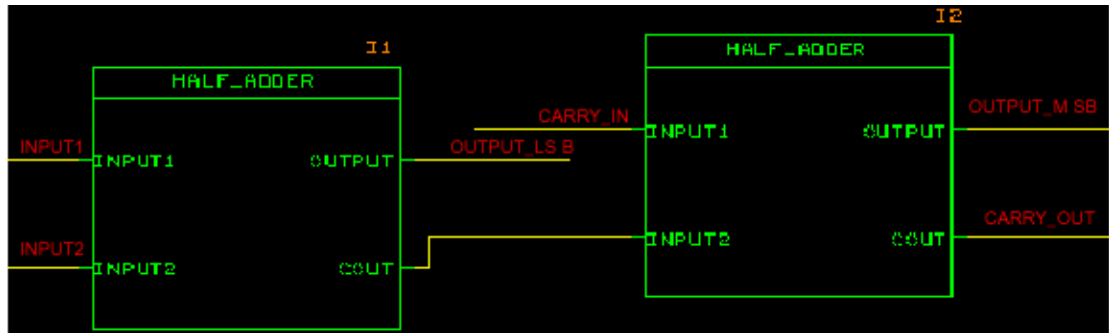 I1
HALF_ADDER
INPUT1
INPUT1
OUTPUT
OUTPUT_LS B
INPUT2
INPUT2
COUT
I2
HALF_ADDER
CARRY_IN
INPUT1
OUTPUT
OUTPUT_M SB
INPUT2
COUT
CARRY_OUT